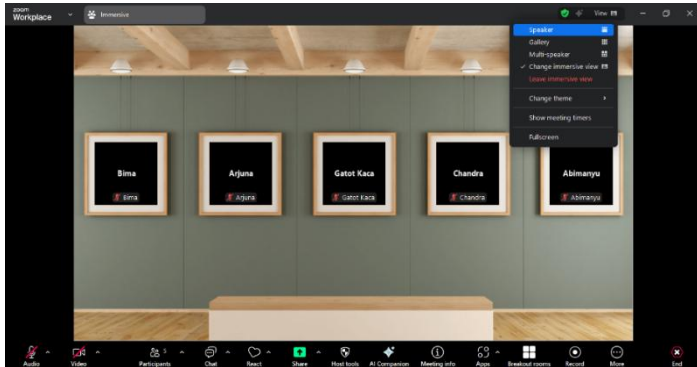 zoom
Workplace
Immersive
View
Speaker
Gallery
Multi-speaker
Change immersive view
Leave immersive view
Change theme
Show meeting timers
Fullscreen
Bima
Arjuna
Gatot Kaca
Chandra
Abimanyu
Bima
Arjuna
Gatot Kaca
Chandra
Abimanyu
Audio
Video
5
Participants
Chat
React
Share
Host tools
AI Companion
Meeting info
Apps
Breakout rooms
Record
More
End